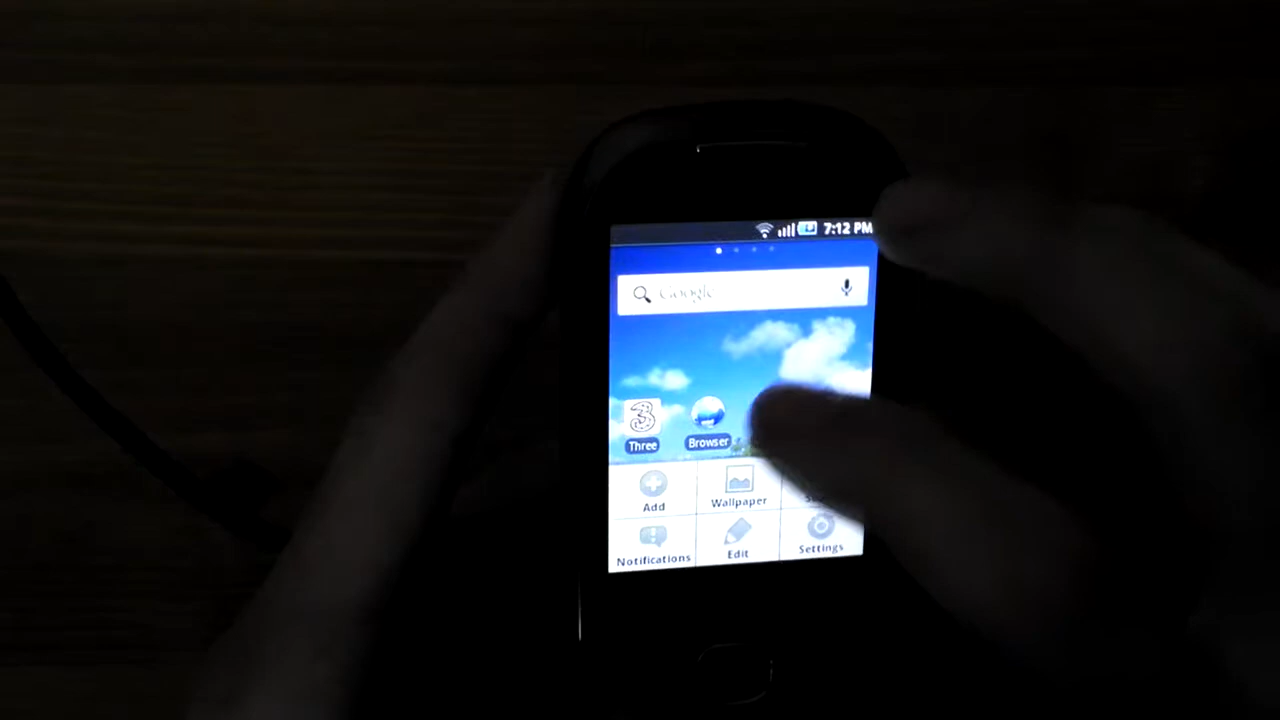 7:12 PM
Google
3
Three
Browser
Add
Wallpaper
Notifications
Edit
Settings